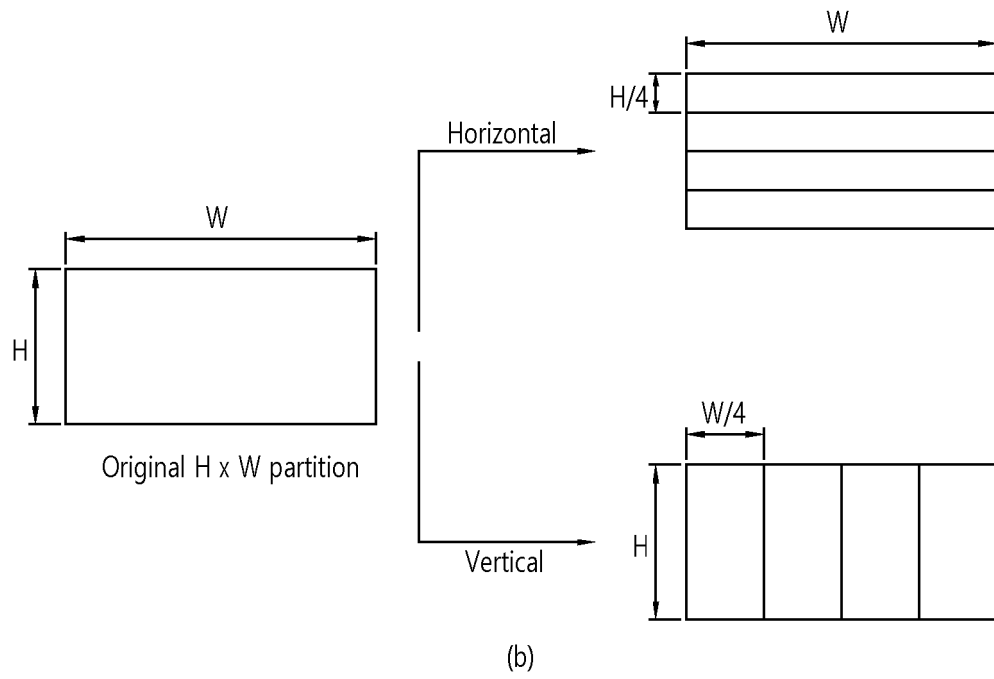 W
H
Original H x W partition
Horizontal
W
H/4
Vertical
W/4
H
(b)